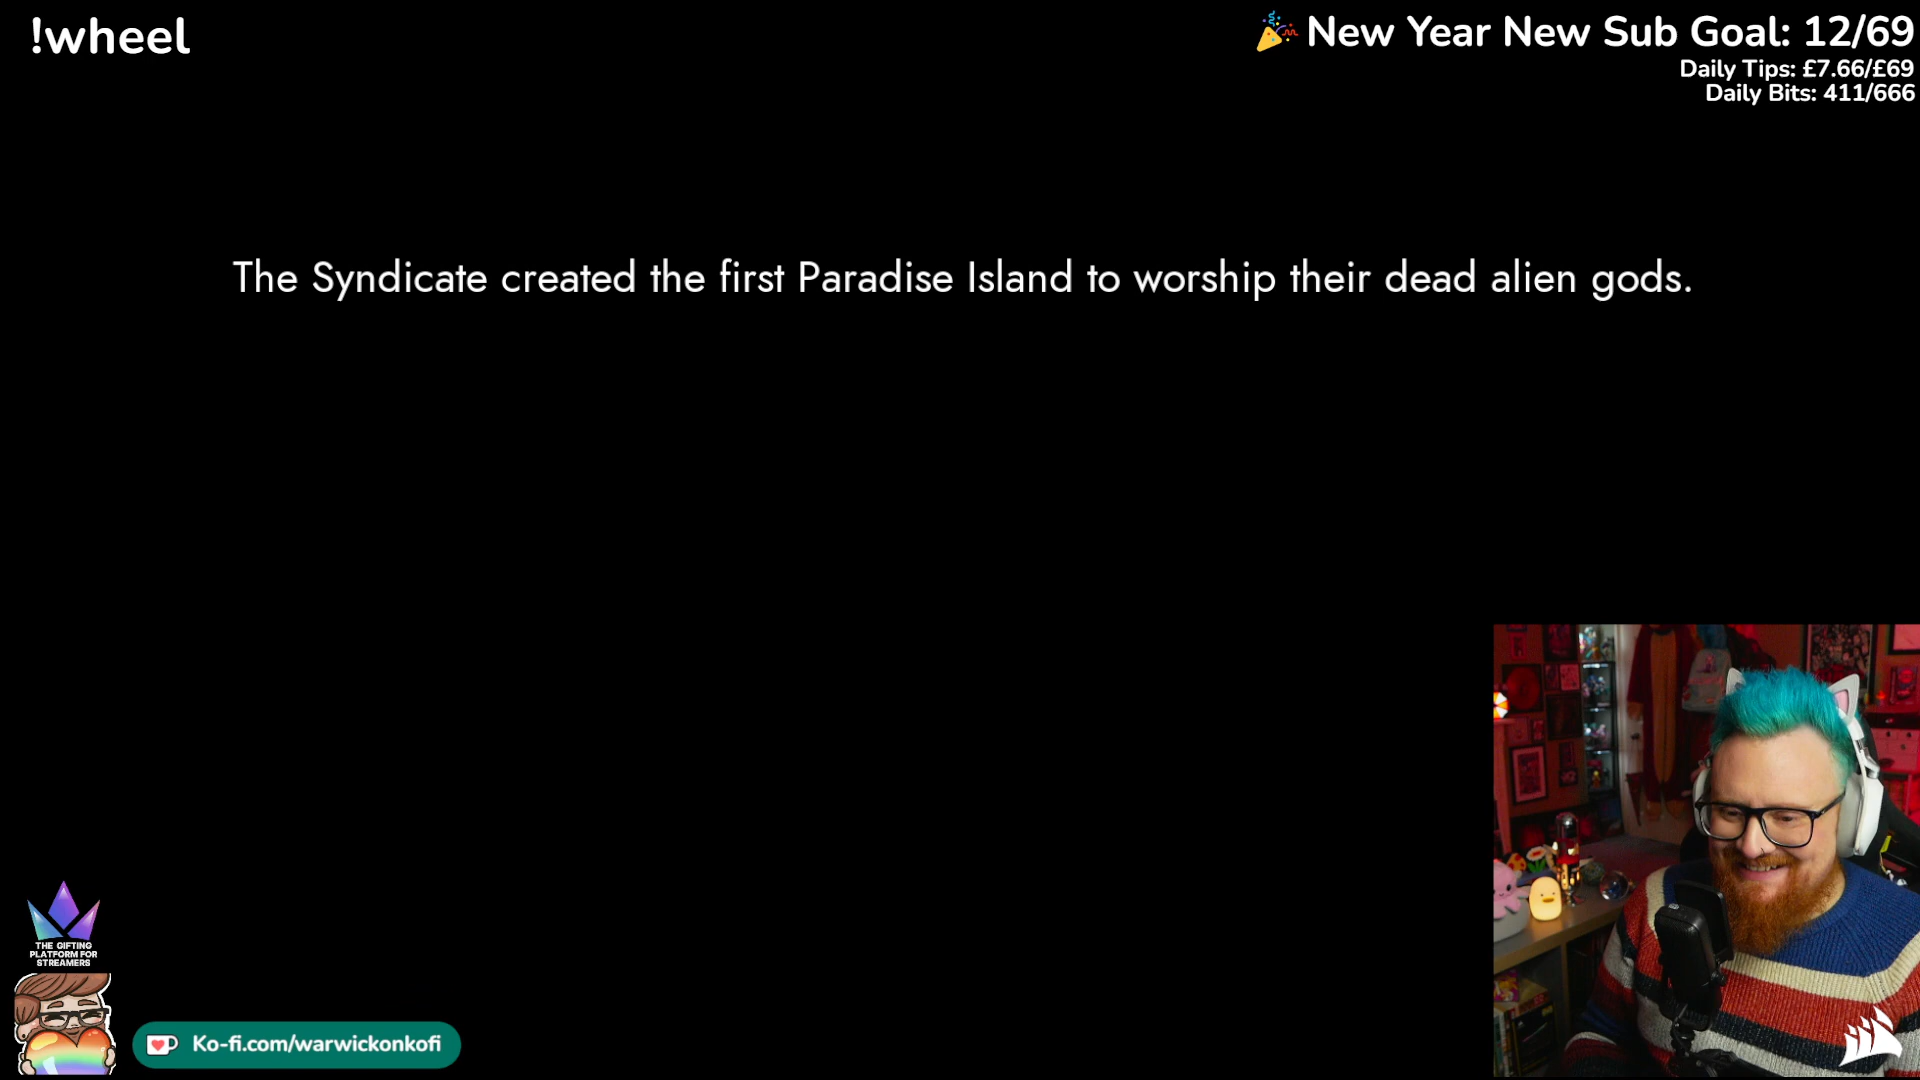 !wheel
🎉 New Year New Sub Goal: 12/69
Daily Tips: £7.66/£69
Daily Bits: 411/666
The Syndicate created the first Paradise Island to worship their dead alien gods.
THE GIFTING
PLATFORM FOR
STREAMERS
Ko-fi.com/warwickonkofi